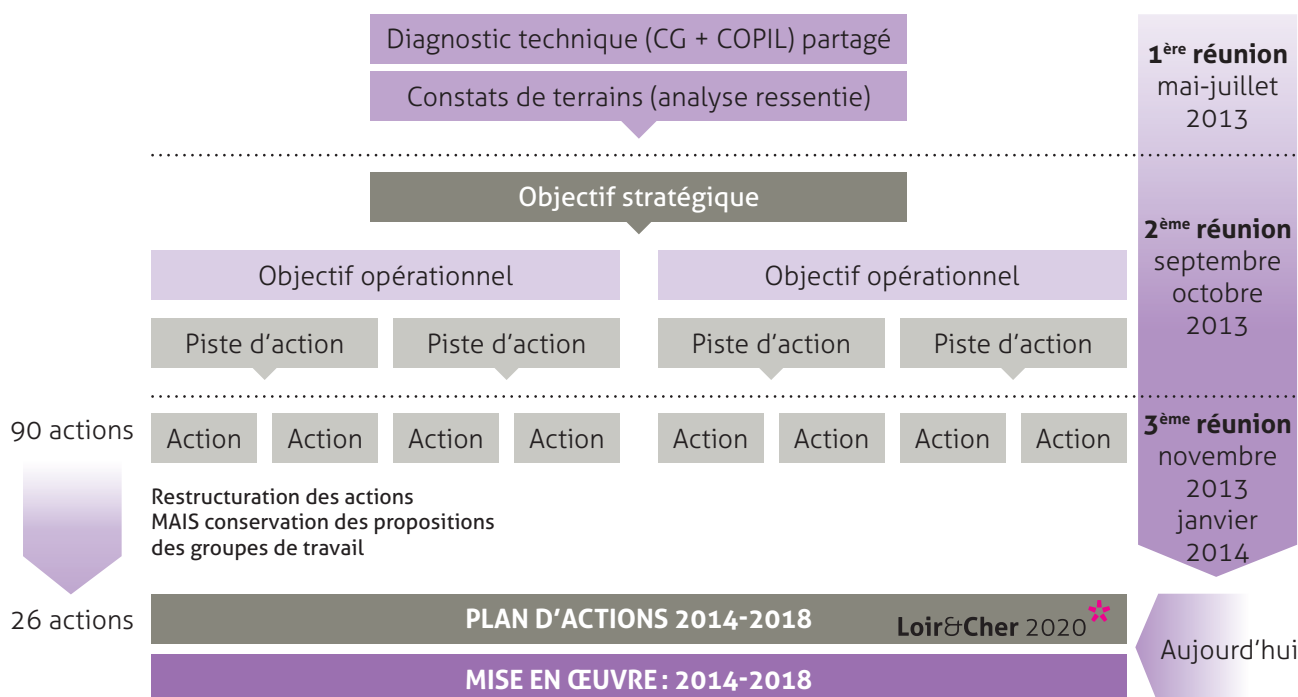 Diagnostic technique (CG + COPIL) partagé
Constats de terrains (analyse ressentie)
1ère réunion
mai-juillet
2013
Objectif stratégique
Objectif opérationnel
Objectif opérationnel
Piste d'action
Piste d'action
Piste d'action
Piste d'action
2ème réunion
septembre
octobre
2013
90 actions
Action
Action
Action
Action
Action
Action
Action
Action
3ème réunion
novembre
2013
janvier
2014
Restructuration des actions
MAIS conservation des propositions
des groupes de travail
26 actions
PLAN D'ACTIONS 2014-2018
Loir&Cher 2020
MISE EN ŒUVRE : 2014-2018
Aujourd'hui